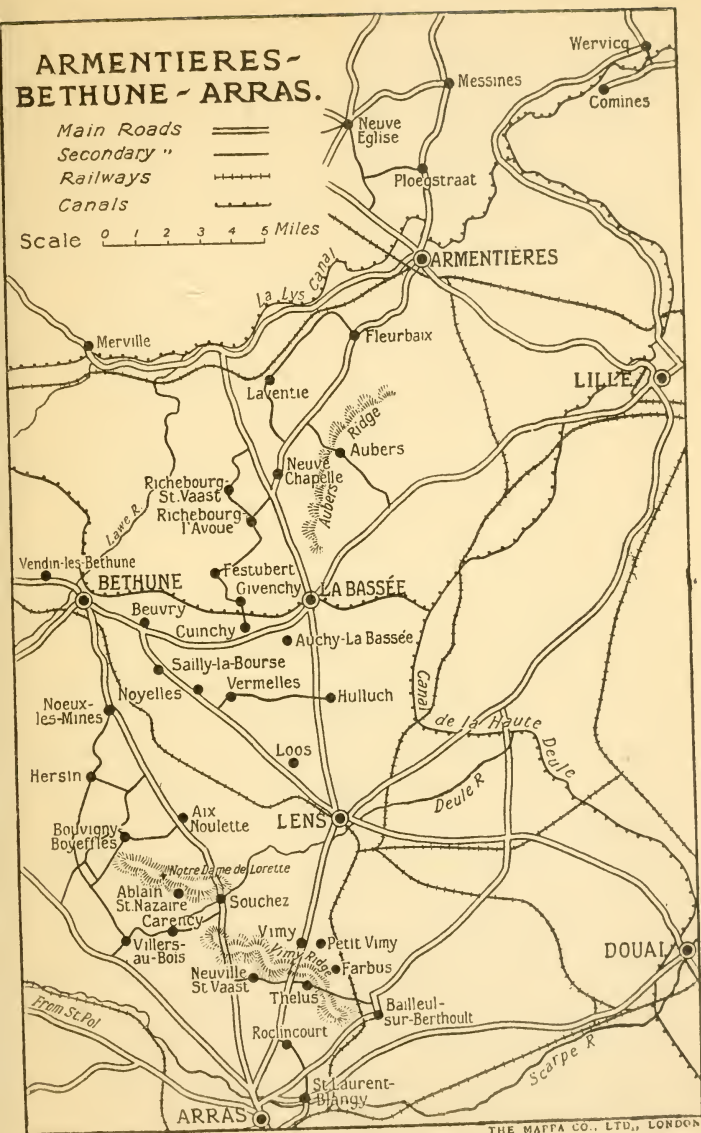 ARMENTIERES-
BETHUNE - ARRAS.
Main Roads
Secondary "
Railways
Canals
Scale 0 1 2 3 4 5 Miles
Wervicq
Messines
Comines
Neuve
Eglise
Ploegstraat
La Lys Canal
ARMENTIÈRES
Merville
Fleurbaix
LILLE
Laventie
Aubers Ridge
Aubers
Neuve
Chapelle
Richebourg-
St. Vaast
Richebourg-
l'Avoue
Lawe R.
Vendin-les-Bethune
BETHUNE
Festubert
Givenchy
LA BASSÉE
Beuvry
Cuinchy
Auchy-La Bassée
Sailly-la-Bourse
Noyelles
Vermelles
Hulluch
Noeux-
les-Mines
Canal de la Haute Deule
Loos
Hersin
Deule R
LENS
Aix
Noulette
Bouvigny
Boyeffles
Notre Dame de Lorette
Ablain
St. Nazaire
Souchez
Carency
Villers-
au-Bois
Vimy
Petit Vimy
Vimy Ridge
Farbus
DOUAI
Neuville
St Vaast
Thelus
Bailleul-
sur-Berthoult
From St. Pol
Roclincourt
Scarpe R
St. Laurent-
Blangy
ARRAS
THE MAPPA CO., LTD., LONDON